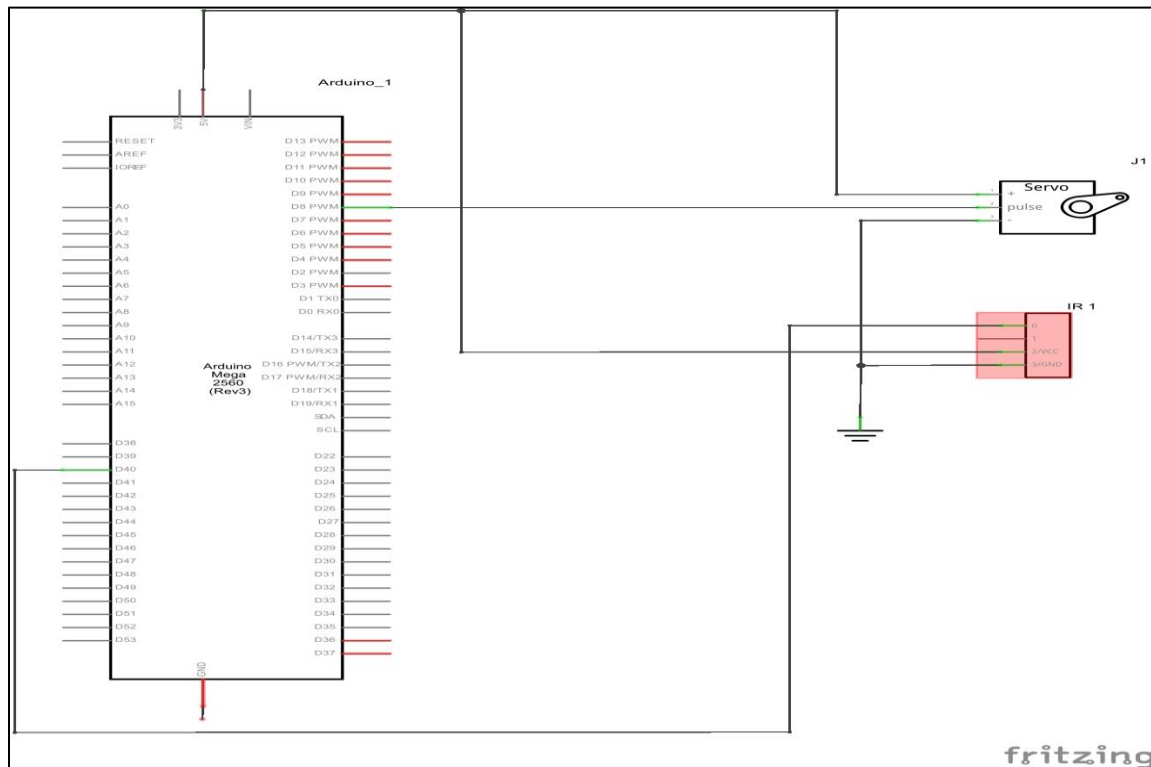 Arduino_1
3V3
5V
VIN
RESET
AREF
IOREF
A0
A1
A2
A3
A4
A5
A6
A7
A8
A9
A10
A11
A12
A13
A14
A15
D38
D39
D40
D41
D42
D43
D44
D45
D46
D47
D48
D49
D50
D51
D52
D53
Arduino
Mega
2560
(Rev3)
D13 PWM
D12 PWM
D11 PWM
D10 PWM
D9 PWM
D8 PWM
D7 PWM
D6 PWM
D5 PWM
D4 PWM
D2 PWM
D3 PWM
D1 TX0
D0 RX0
D14/TX3
D15/RX3
D16 PWM/TX2
D17 PWM/RX2
D18/TX1
D19/RX1
SDA
SCL
D22
D23
D24
D25
D26
D27
D28
D29
D30
D31
D32
D33
D34
D35
D36
D37
GND
J1
Servo
1 +
2 pulse
3 -
IR 1
0
1
2/VCC
3/GND
fritzing